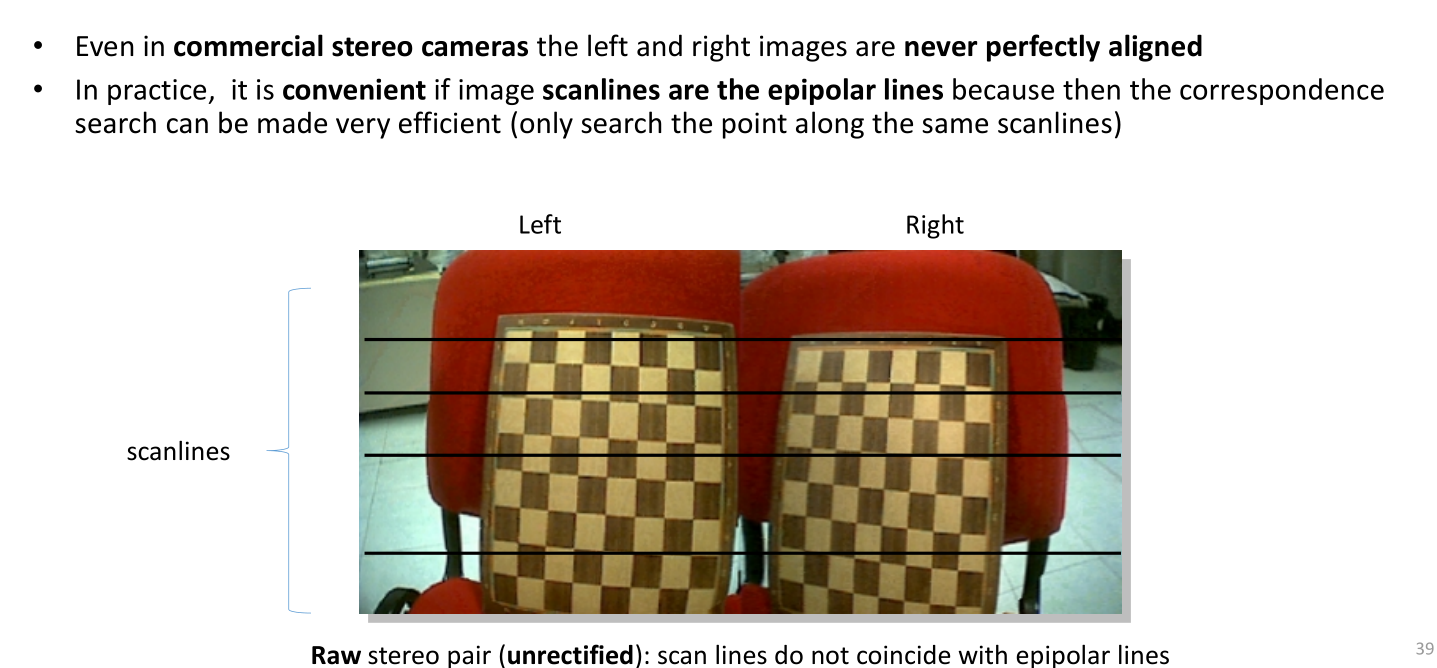 • Even in commercial stereo cameras the left and right images are never perfectly aligned
• In practice, it is convenient if image scanlines are the epipolar lines because then the correspondence
search can be made very efficient (only search the point along the same scanlines)
Left Right
scanlines
39
Raw stereo pair (unrectified): scan lines do not coincide with epipolar lines